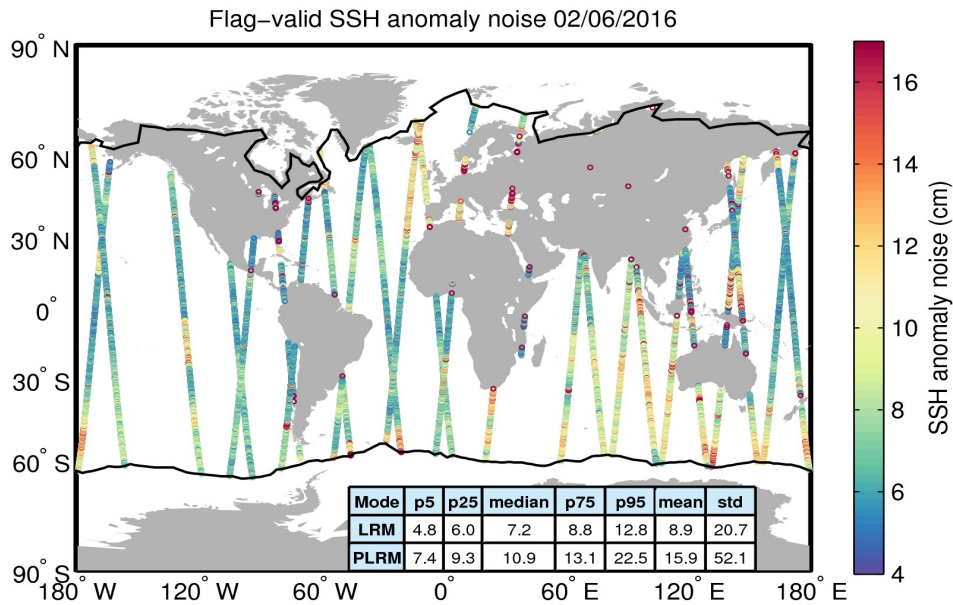 Flag−valid SSH anomaly noise 02/06/2016
90° N
60° N
30° N
0°
30° S
60° S
90° S
180° W
120° W
60° W
0°
60° E
120° E
180° E
16
14
12
10
8
6
4
SSH anomaly noise (cm)
Mode p5 p25 median p75 p95 mean std
LRM 4.8 6.0 7.2 8.8 12.8 8.9 20.7
PLRM 7.4 9.3 10.9 13.1 22.5 15.9 52.1